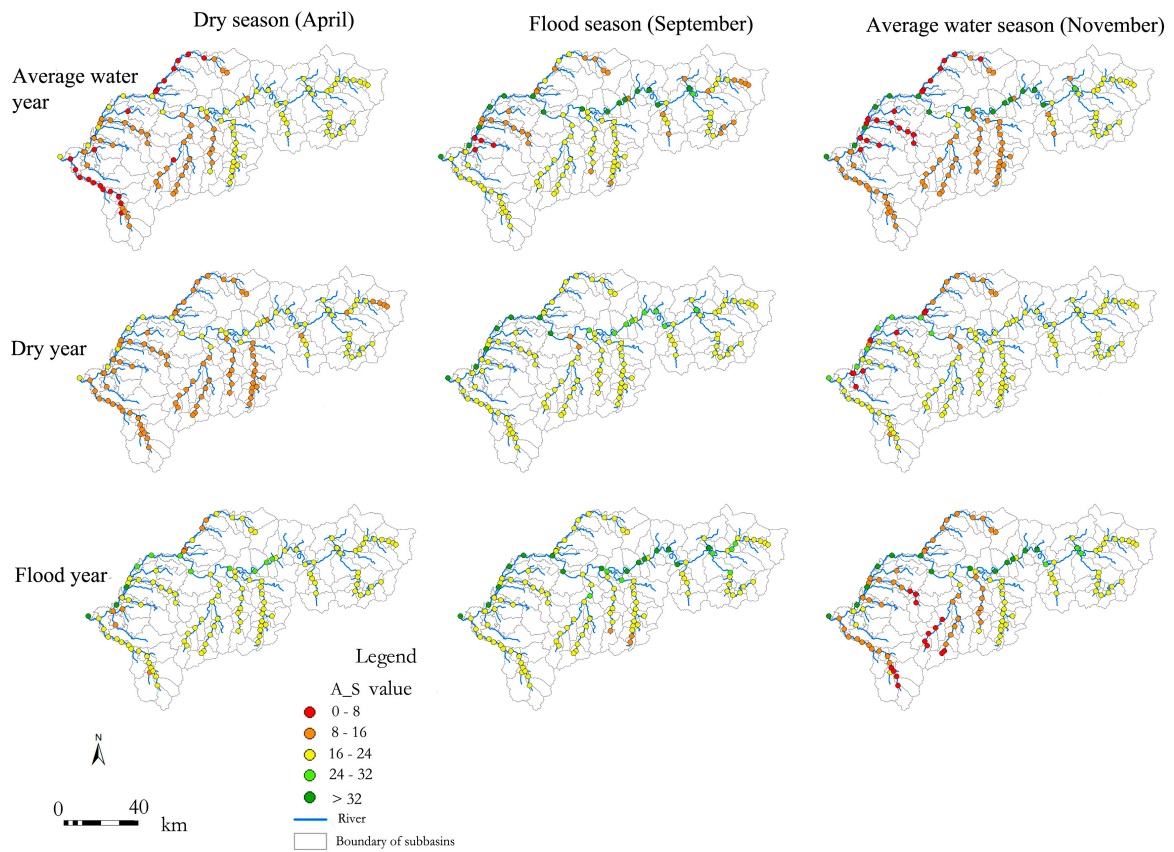 Dry season (April)
Flood season (September)
Average water season (November)
Average water
year
Dry year
Flood year
Legend
A_S value
0 - 8
8 - 16
16 - 24
24 - 32
> 32
River
Boundary of subbasins
N
0 40
km